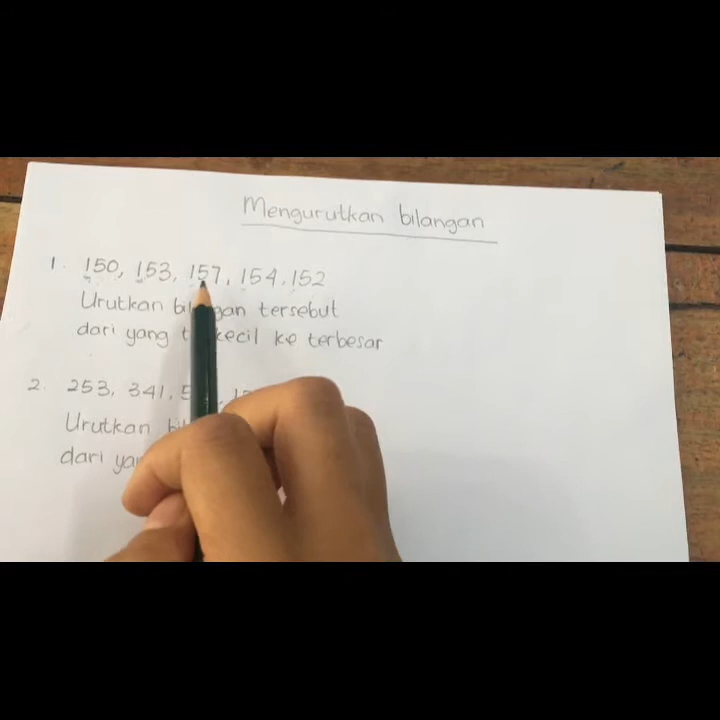 Mengurutkan bilangan
1. 150, 153, 157, 154, 152
Urutkan bilangan tersebut
dari yang terkecil ke terbesar
2. 253, 341,
Urutkan
dari